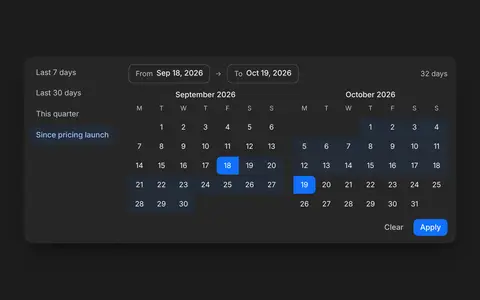 Last 7 days
Last 30 days
This quarter
Since pricing launch
From Sep 18, 2026 → To Oct 19, 2026 32 days
September 2026
M T W T F S S
1 2 3 4 5 6
7 8 9 10 11 12 13
14 15 16 17 18 19 20
21 22 23 24 25 26 27
28 29 30
October 2026
M T W T F S S
1 2 3 4
5 6 7 8 9 10 11
12 13 14 15 16 17 18
19 20 21 22 23 24 25
26 27 28 29 30 31
Clear Apply